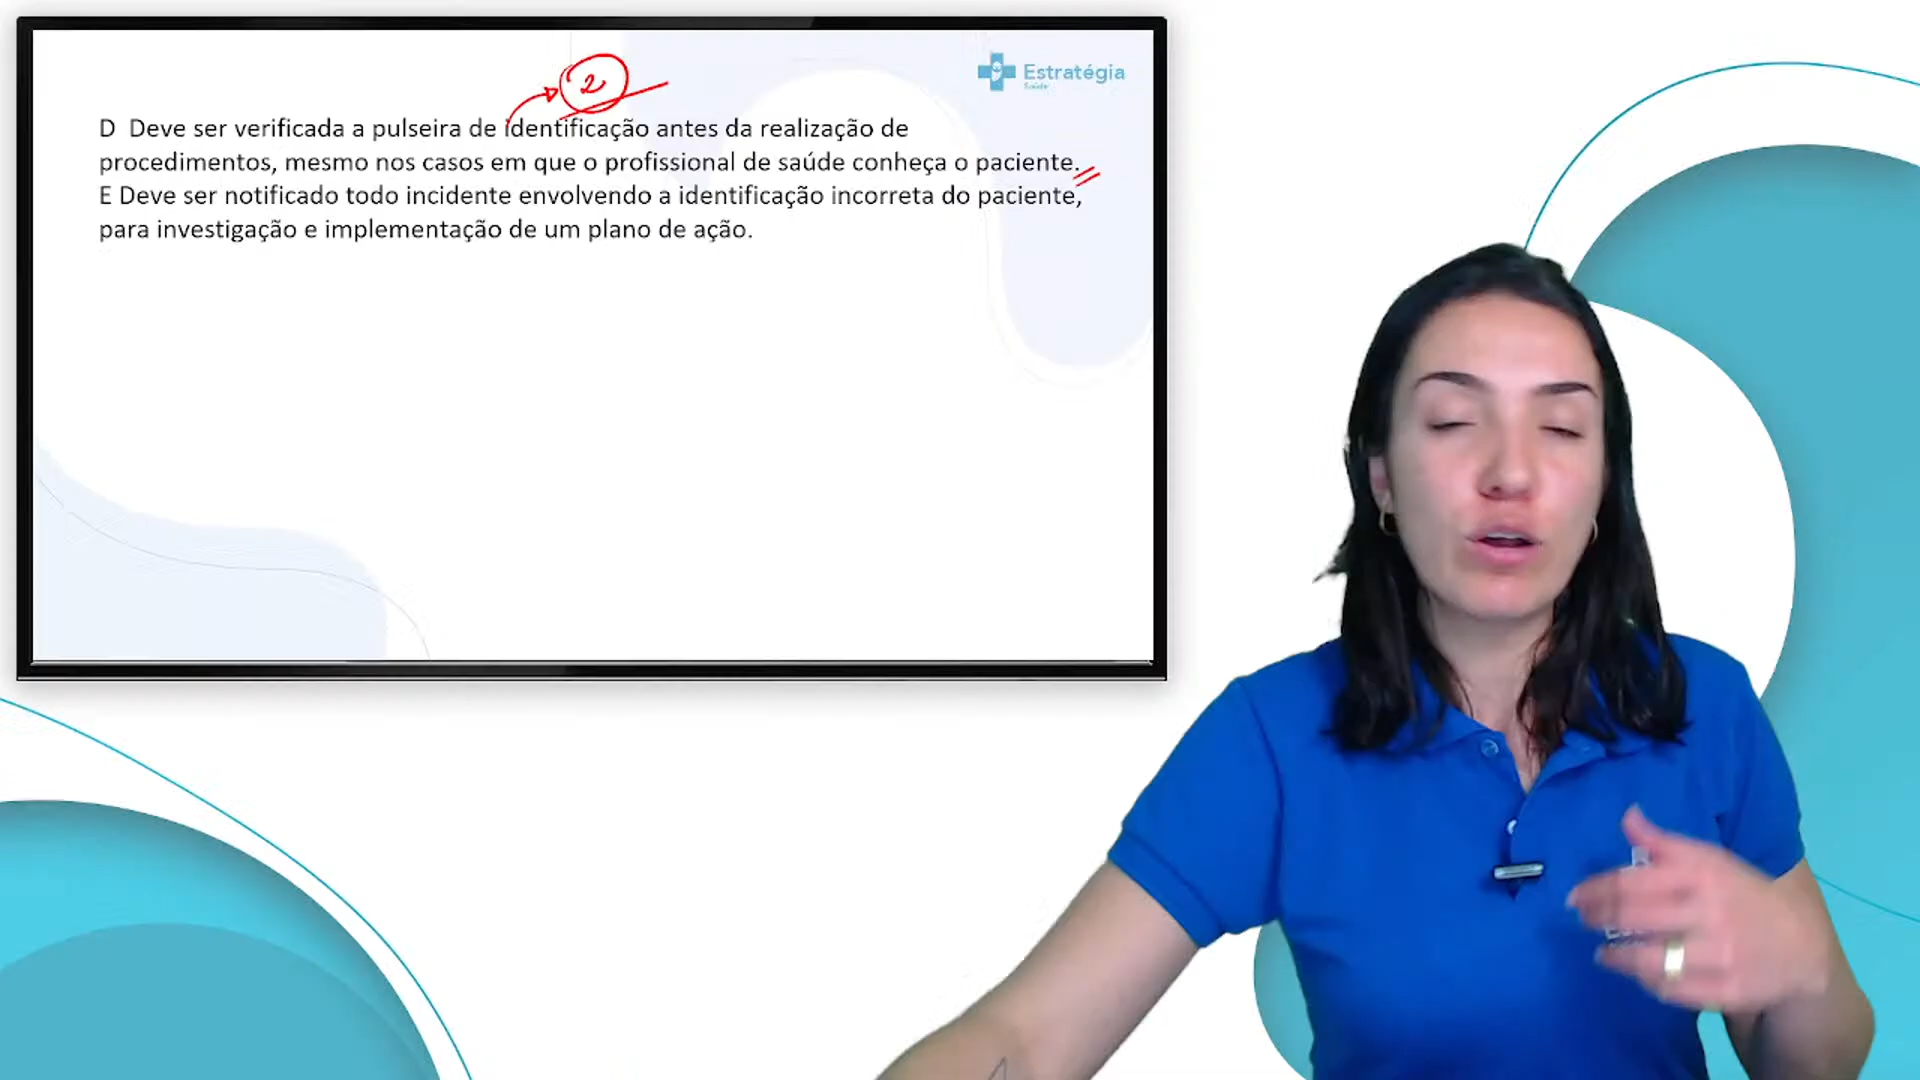 2
Estratégia
Saúde
D Deve ser verificada a pulseira de identificação antes da realização de
procedimentos, mesmo nos casos em que o profissional de saúde conheça o paciente.
E Deve ser notificado todo incidente envolvendo a identificação incorreta do paciente,
para investigação e implementação de um plano de ação.